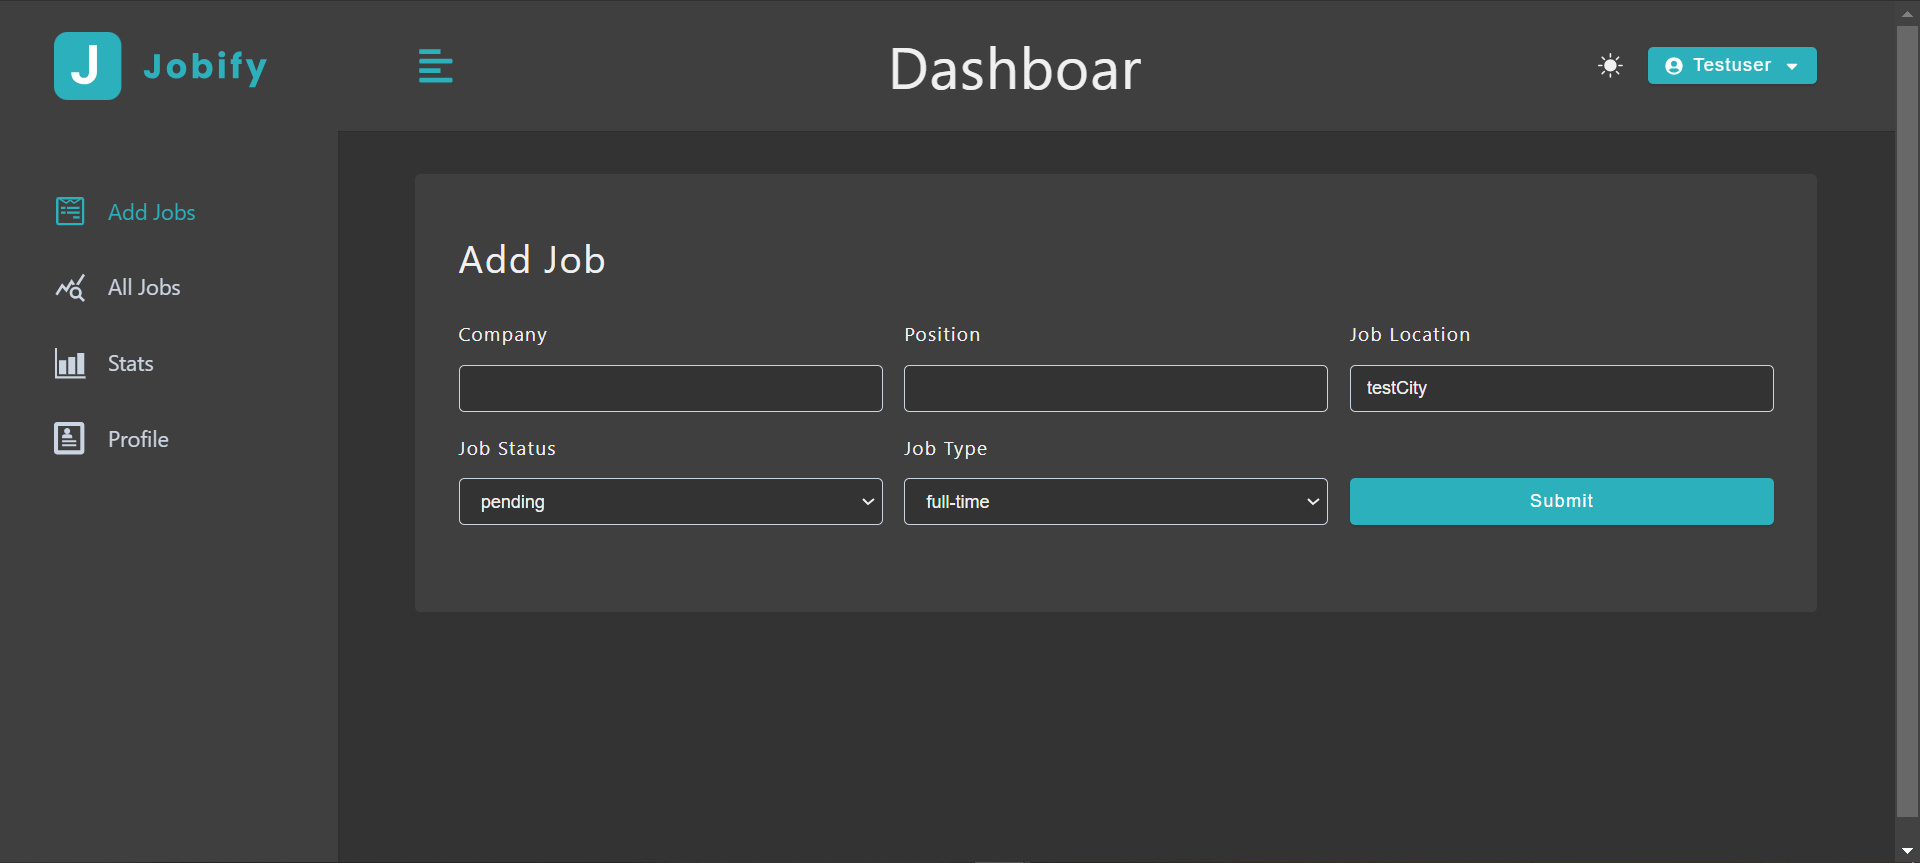 J Jobify
Dashboar
Testuser
Add Jobs
All Jobs
Stats
Profile
Add Job
Company
Position
Job Location
testCity
Job Status
Job Type
pending
full-time
Submit